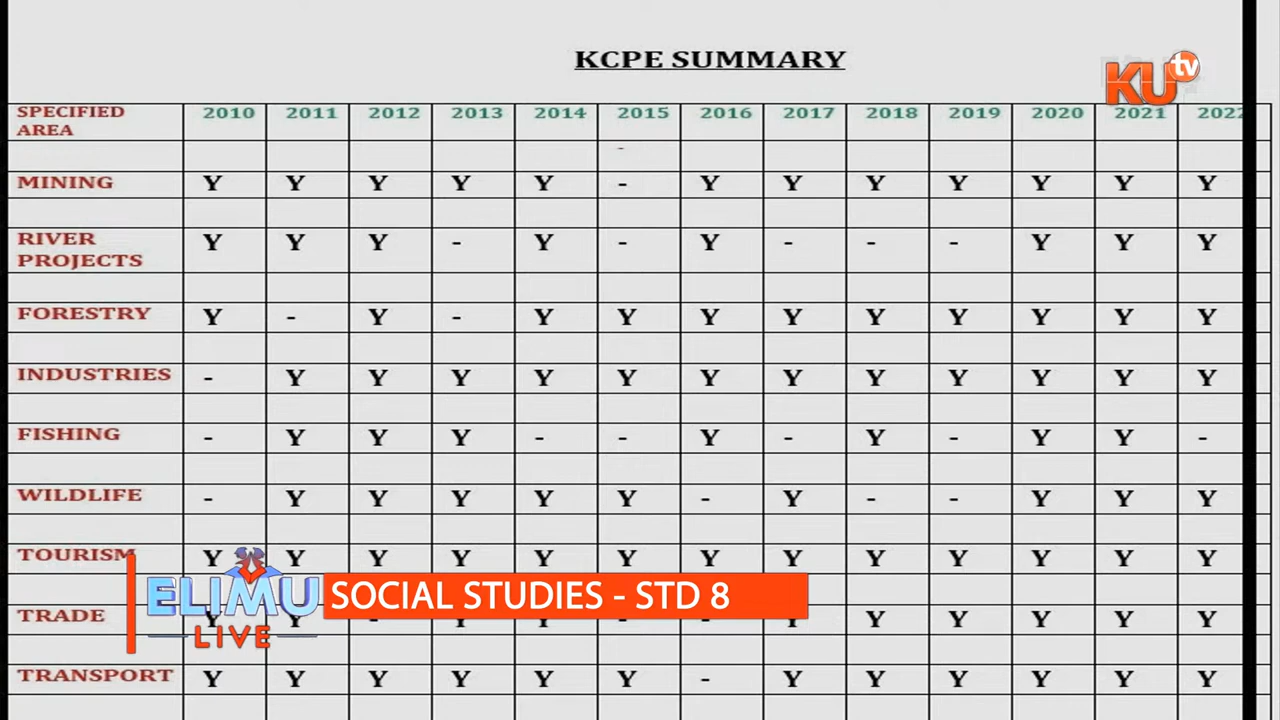 KCPE SUMMARY
KU tv
SPECIFIED AREA 2010 2011 2012 2013 2014 2015 2016 2017 2018 2019 2020 2021 2022
-
MINING Y Y Y Y Y - Y Y Y Y Y Y Y
RIVER PROJECTS Y Y Y - Y - Y - - - Y Y Y
FORESTRY Y - Y - Y Y Y Y Y Y Y Y Y
INDUSTRIES - Y Y Y Y Y Y Y Y Y Y Y Y
FISHING - Y Y Y - - Y - Y - Y Y -
WILDLIFE - Y Y Y Y Y - Y - - Y Y Y
TOURISM Y Y Y Y Y Y Y Y Y Y Y Y Y
ELIMU LIVE
SOCIAL STUDIES - STD 8
TRADE Y Y - Y Y - - Y Y Y Y Y Y
TRANSPORT Y Y Y Y Y Y - Y Y Y Y Y Y